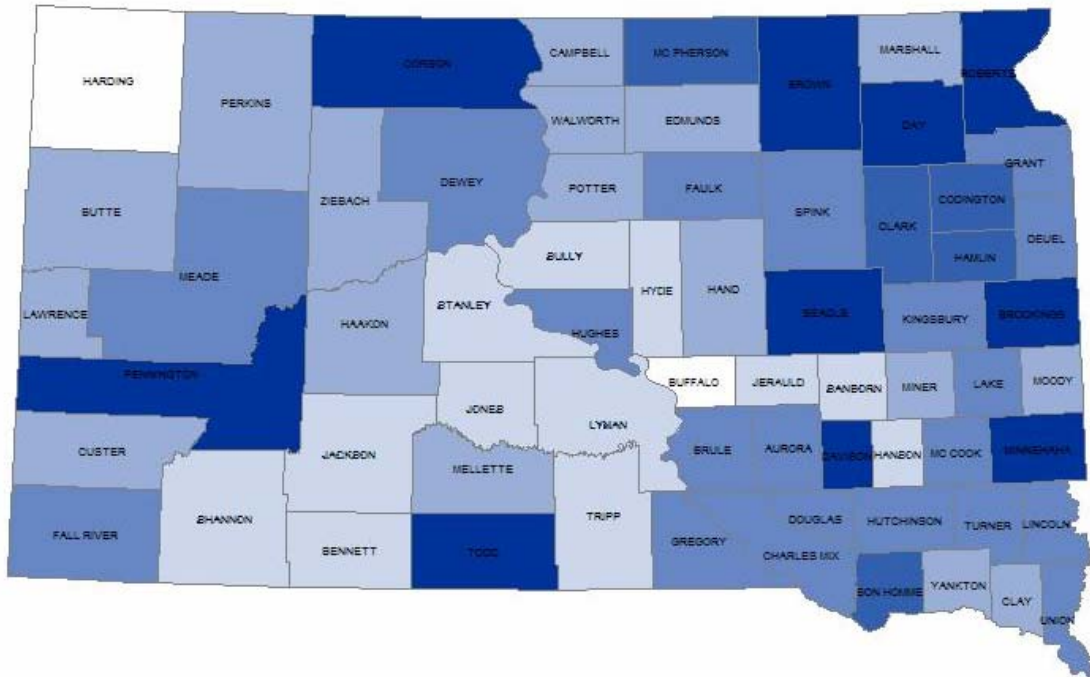 HARDING
PERKINS
CORSON
CAMPBELL
MC PHERSON
BROWN
MARSHALL
ROBERTS
WALWORTH
EDMUNDS
DAY
GRANT
BUTTE
ZIEBACH
DEWEY
POTTER
FAULK
SPINK
CLARK
CODINGTON
DEUEL
HAMLIN
MEADE
SULLY
HYDE
HAND
LAWRENCE
HAAKON
STANLEY
HUGHES
BEADLE
KINGSBURY
BROOKINGS
PENNINGTON
BUFFALO
JERAULD
SANBORN
MINER
LAKE
MOODY
JONES
LYMAN
CUSTER
JACKSON
MELLETTE
BRULE
AURORA
DAVISON
HANSON
MC COOK
MINNEHAHA
FALL RIVER
SHANNON
BENNETT
TODD
TRIPP
GREGORY
DOUGLAS
HUTCHINSON
TURNER
LINCOLN
CHARLES MIX
BON HOMME
YANKTON
CLAY
UNION